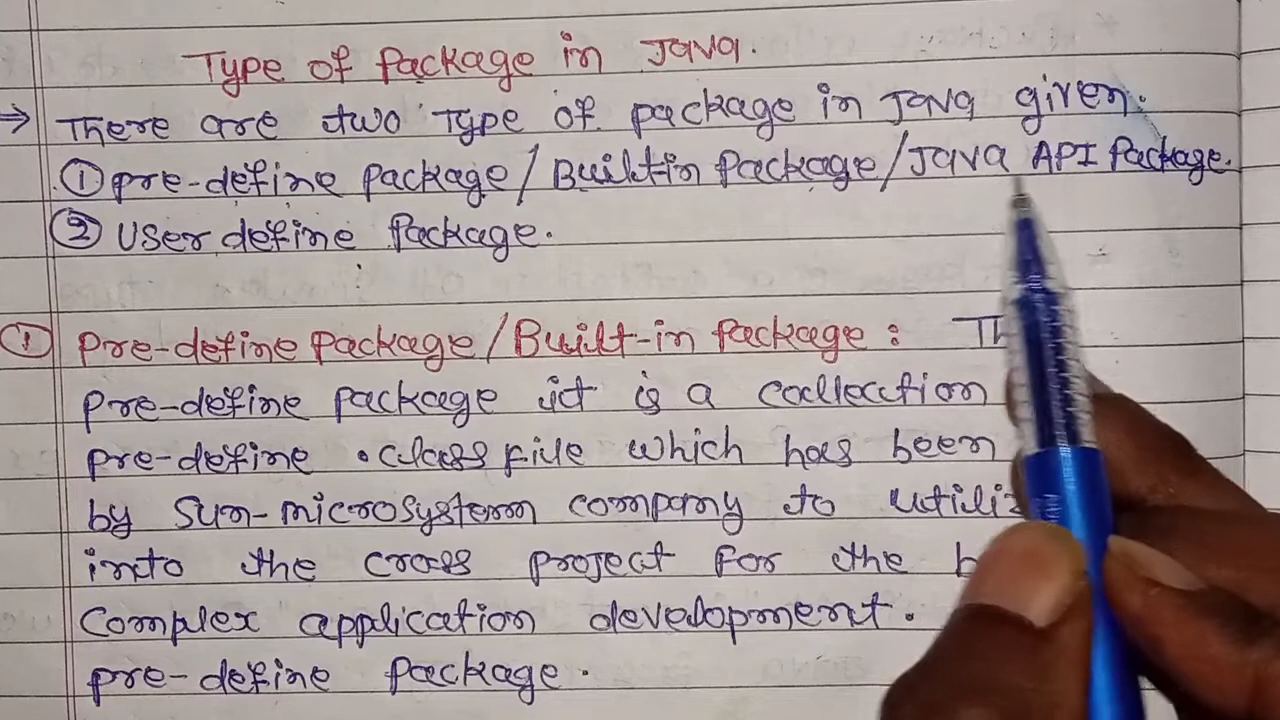 Type of Package in Java.
⇒ There are two Type of package in Java given.
① pre-define package/Built-in Package/Java API Package.
② User define Package.
① Pre-define Package/Built-in Package: Th
Pre-define package it is a collection
pre-define .class file which has been
by Sun-microsystem company to utiliz
into the cross project for the b
Complex application development.
pre-define Package.